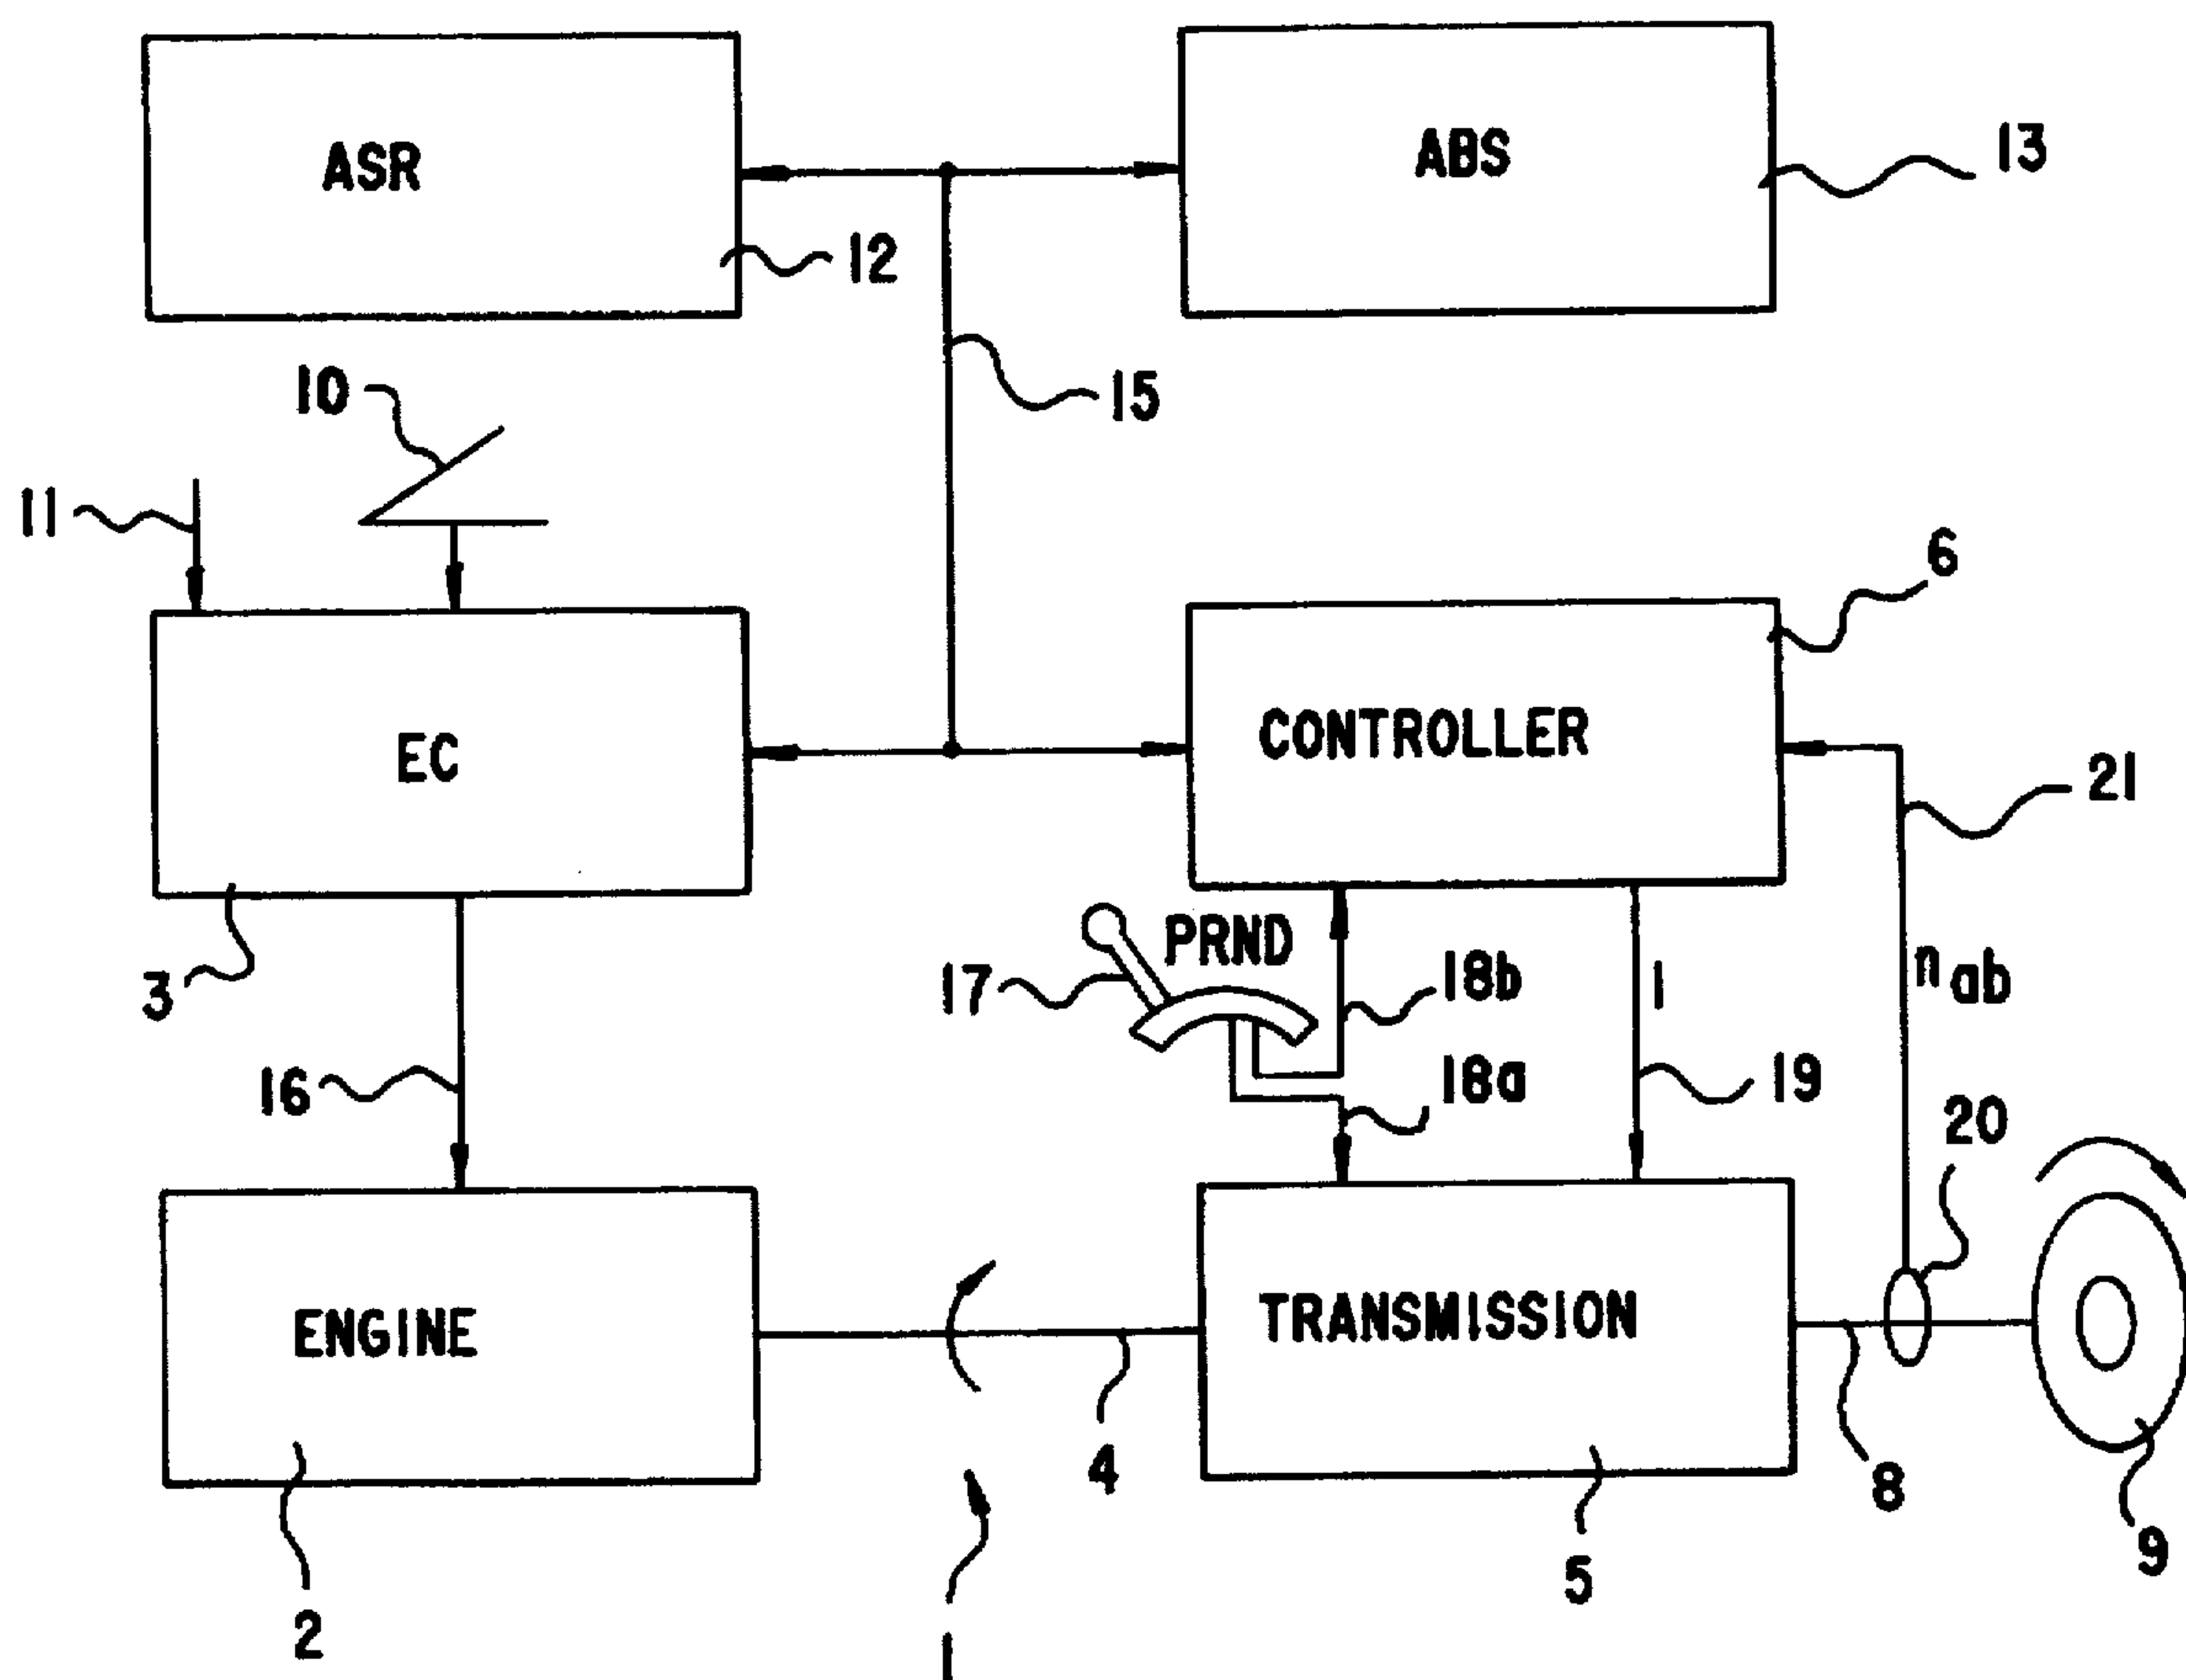 ASR
ABS
13
12
10
15
11
6
EC
CONTROLLER
21
3
PRND
17
18b
1
n ab
16
18a
19
20
ENGINE
TRANSMISSION
4
8
5
9
2
1